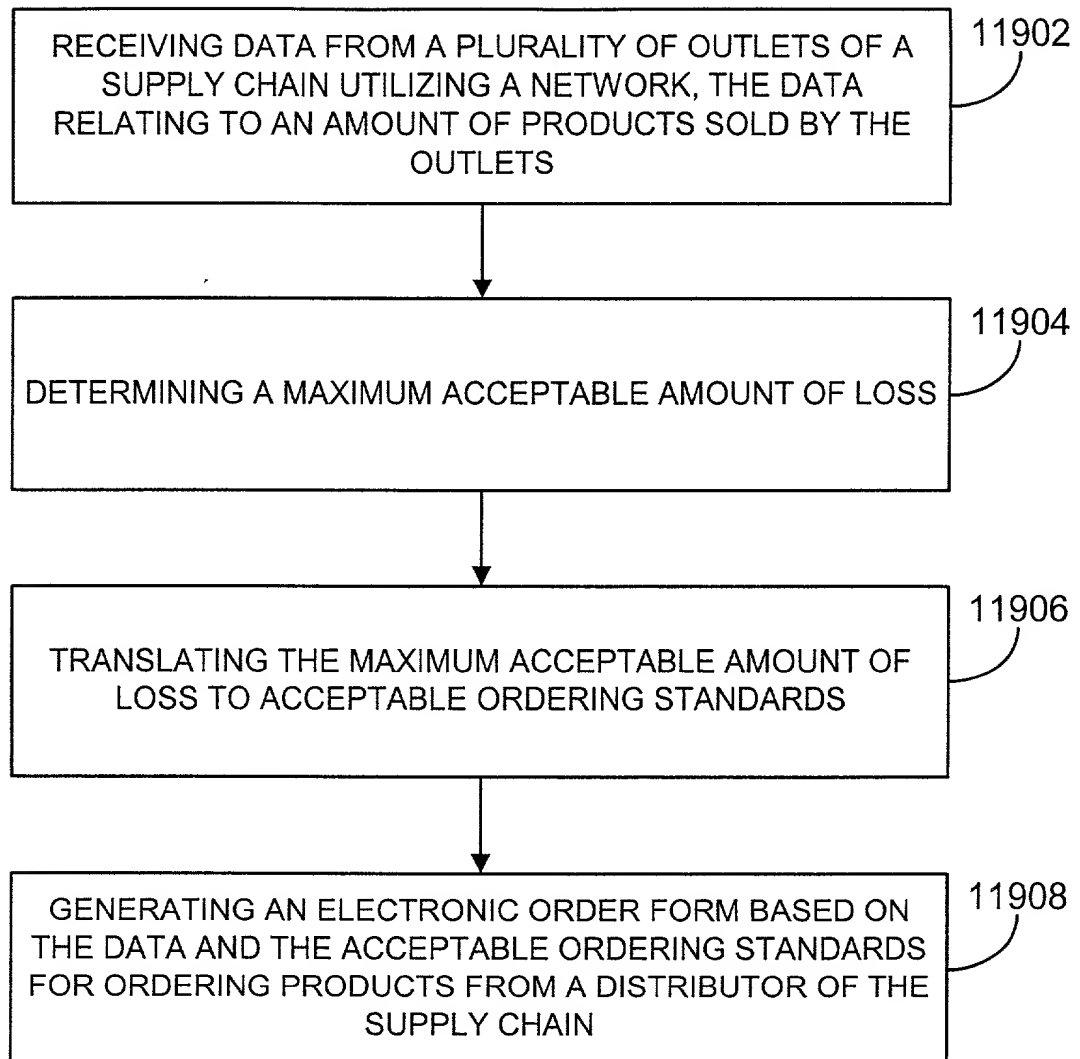 RECEIVING DATA FROM A PLURALITY OF OUTLETS OF A
SUPPLY CHAIN UTILIZING A NETWORK, THE DATA
RELATING TO AN AMOUNT OF PRODUCTS SOLD BY THE
OUTLETS
11902
DETERMINING A MAXIMUM ACCEPTABLE AMOUNT OF LOSS
11904
TRANSLATING THE MAXIMUM ACCEPTABLE AMOUNT OF
LOSS TO ACCEPTABLE ORDERING STANDARDS
11906
GENERATING AN ELECTRONIC ORDER FORM BASED ON
THE DATA AND THE ACCEPTABLE ORDERING STANDARDS
FOR ORDERING PRODUCTS FROM A DISTRIBUTOR OF THE
SUPPLY CHAIN
11908